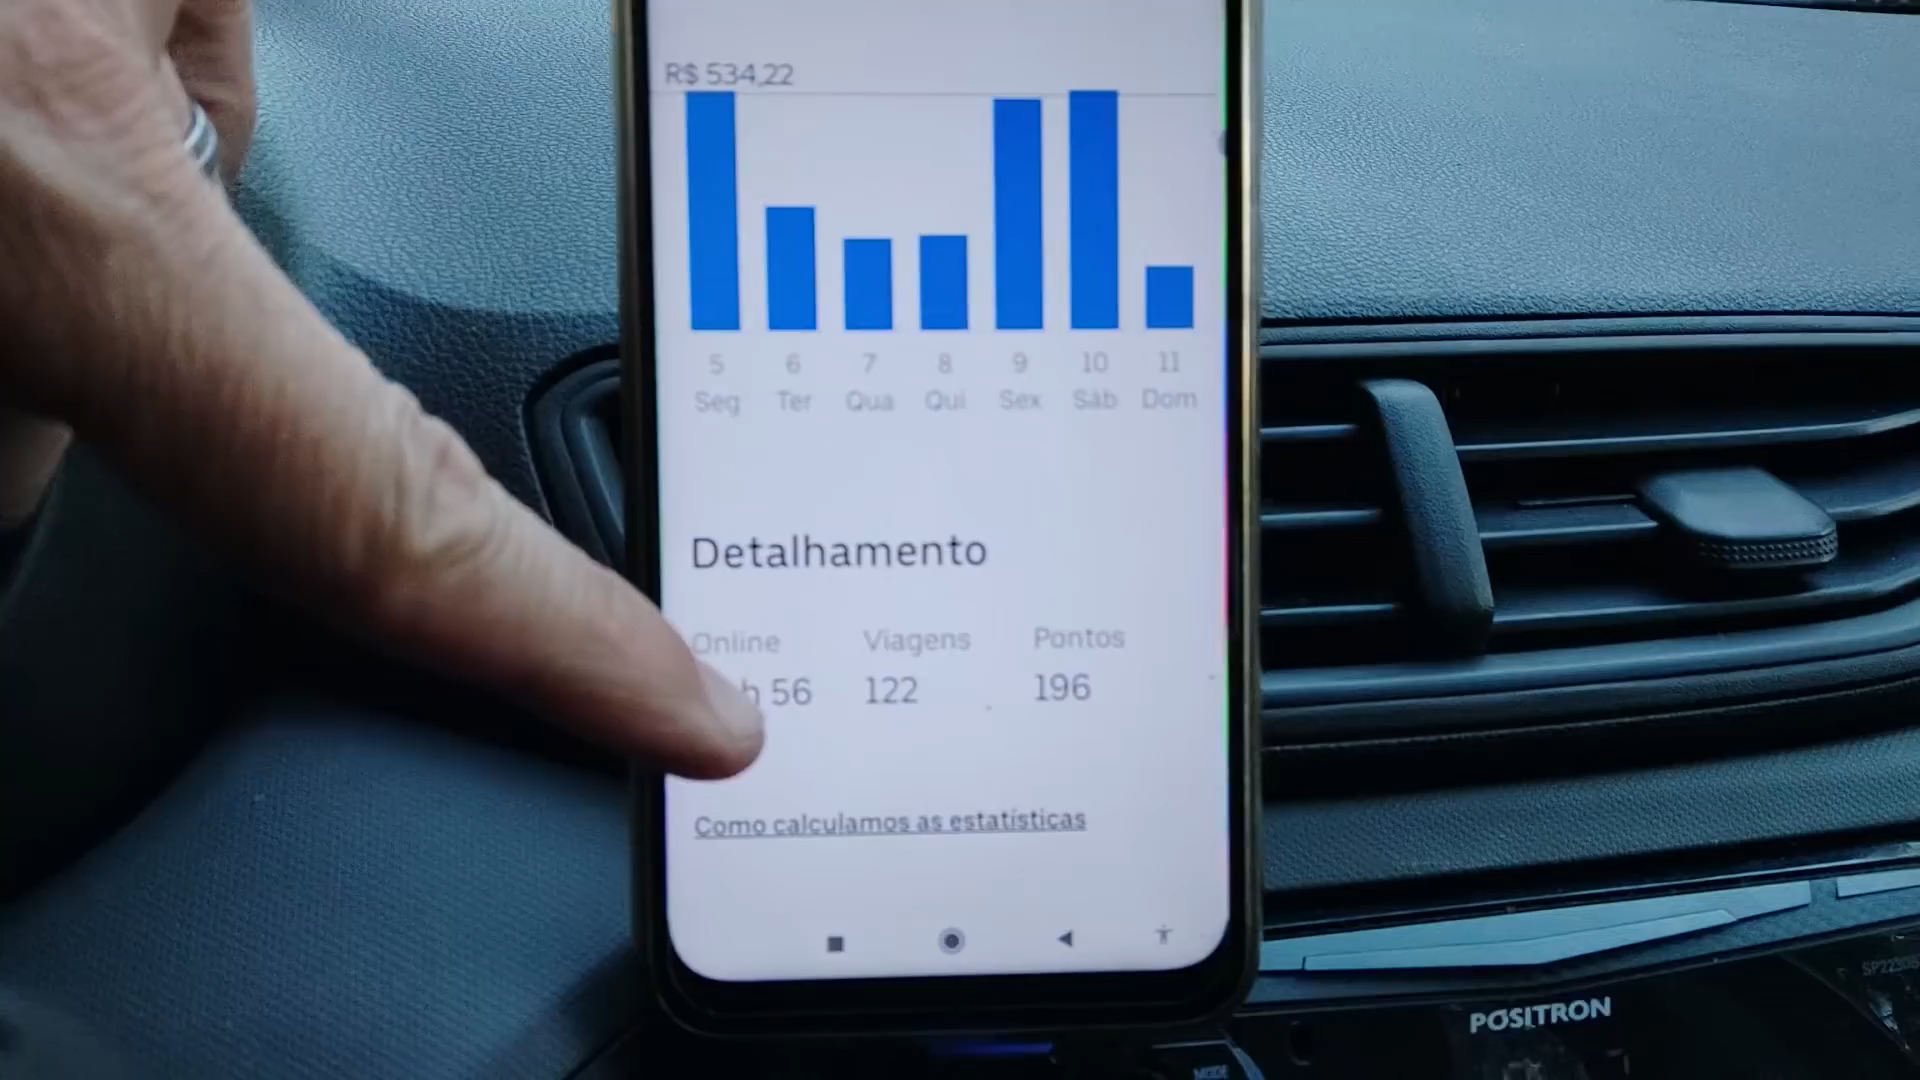 R$ 534,22
5 6 7 8 9 10 11
Seg Ter Qua Qui Sex Sáb Dom
Detalhamento
Online Viagens Pontos
h 56 122 196
Como calculamos as estatísticas
POSITRON
MODE